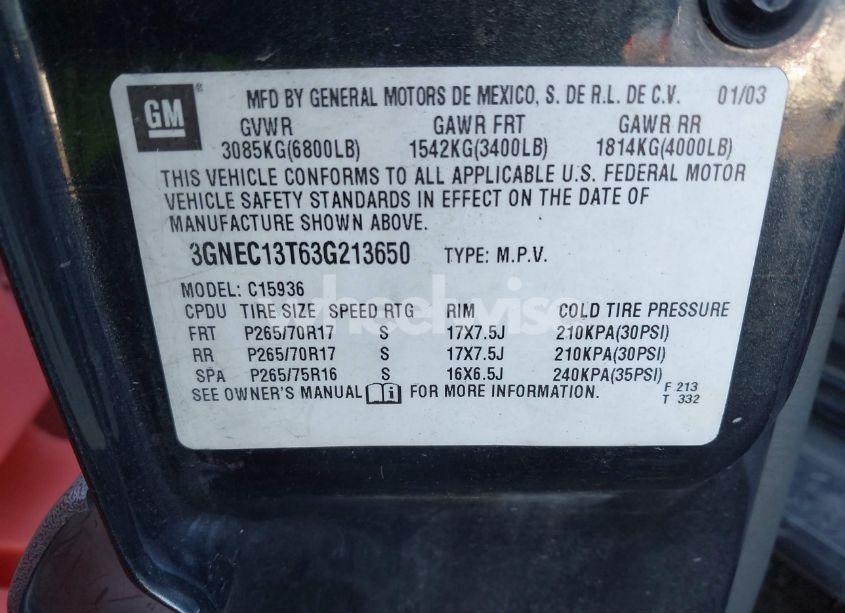 GM® MFD BY GENERAL MOTORS DE MEXICO, S. DE R.L. DE C.V. 01/03
GVWR GAWR FRT GAWR RR
3085KG(6800LB) 1542KG(3400LB) 1814KG(4000LB)
THIS VEHICLE CONFORMS TO ALL APPLICABLE U.S. FEDERAL MOTOR
VEHICLE SAFETY STANDARDS IN EFFECT ON THE DATE OF
MANUFACTURE SHOWN ABOVE.
3GNEC13T63G213650 TYPE: M.P.V.
MODEL: C15936
CPDU TIRE SIZE SPEED RTG RIM COLD TIRE PRESSURE
FRT P265/70R17 S 17X7.5J 210KPA(30PSI)
RR P265/70R17 S 17X7.5J 210KPA(30PSI)
SPA P265/75R16 S 16X6.5J 240KPA(35PSI)
SEE OWNER'S MANUAL FOR MORE INFORMATION. F 213
T 332